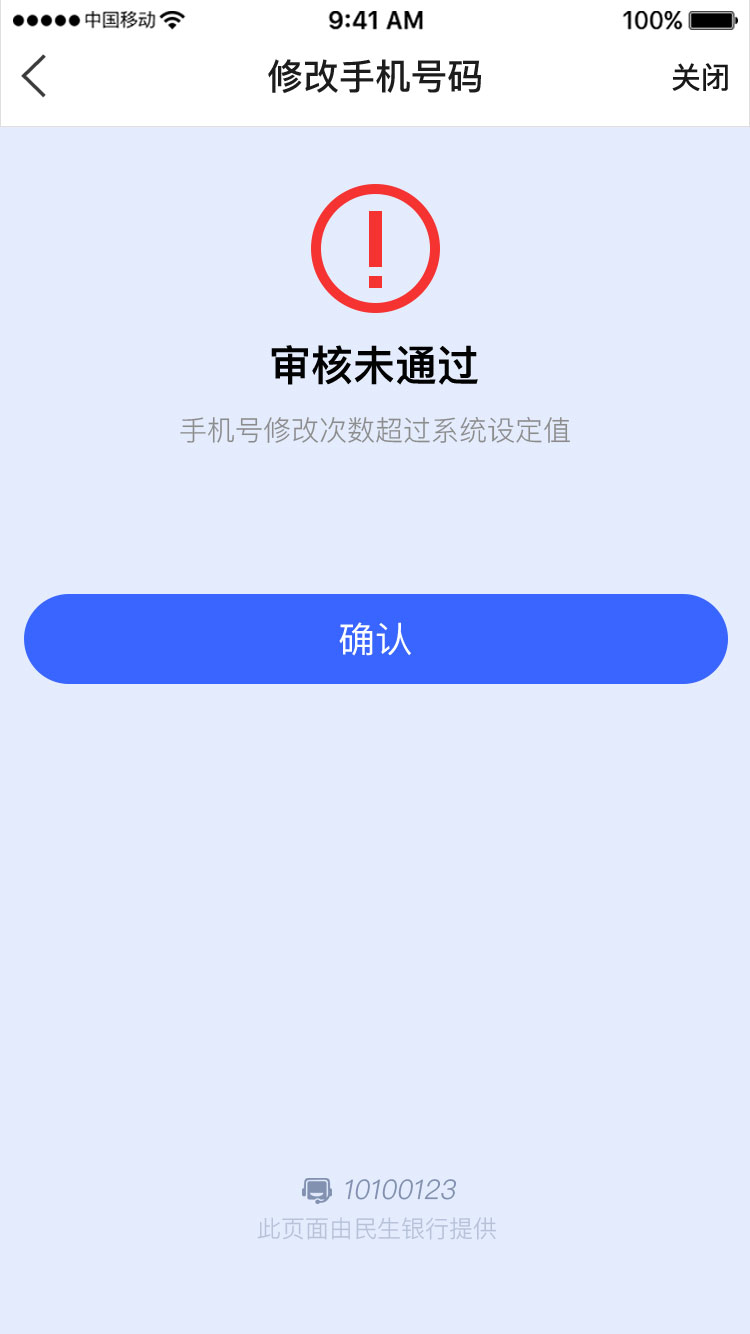 中国移动 9:41 AM 100%
修改手机号码 关闭
审核未通过
手机号修改次数超过系统设定值
确认
10100123
此页面由民生银行提供